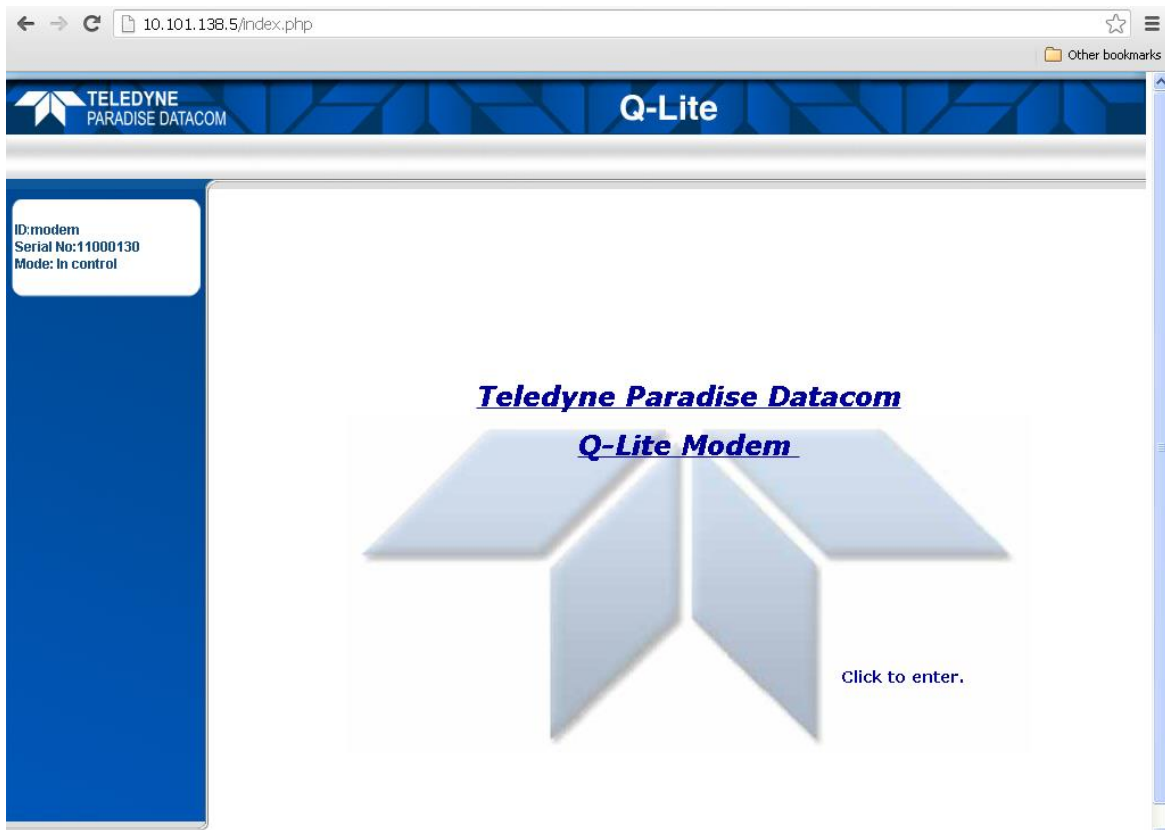 10.101.138.5/index.php
Other bookmarks
TELEDYNE
PARADISE DATACOM
Q-Lite
ID:modem
Serial No:11000130
Mode: In control
Teledyne Paradise Datacom
Q-Lite Modem
Click to enter.